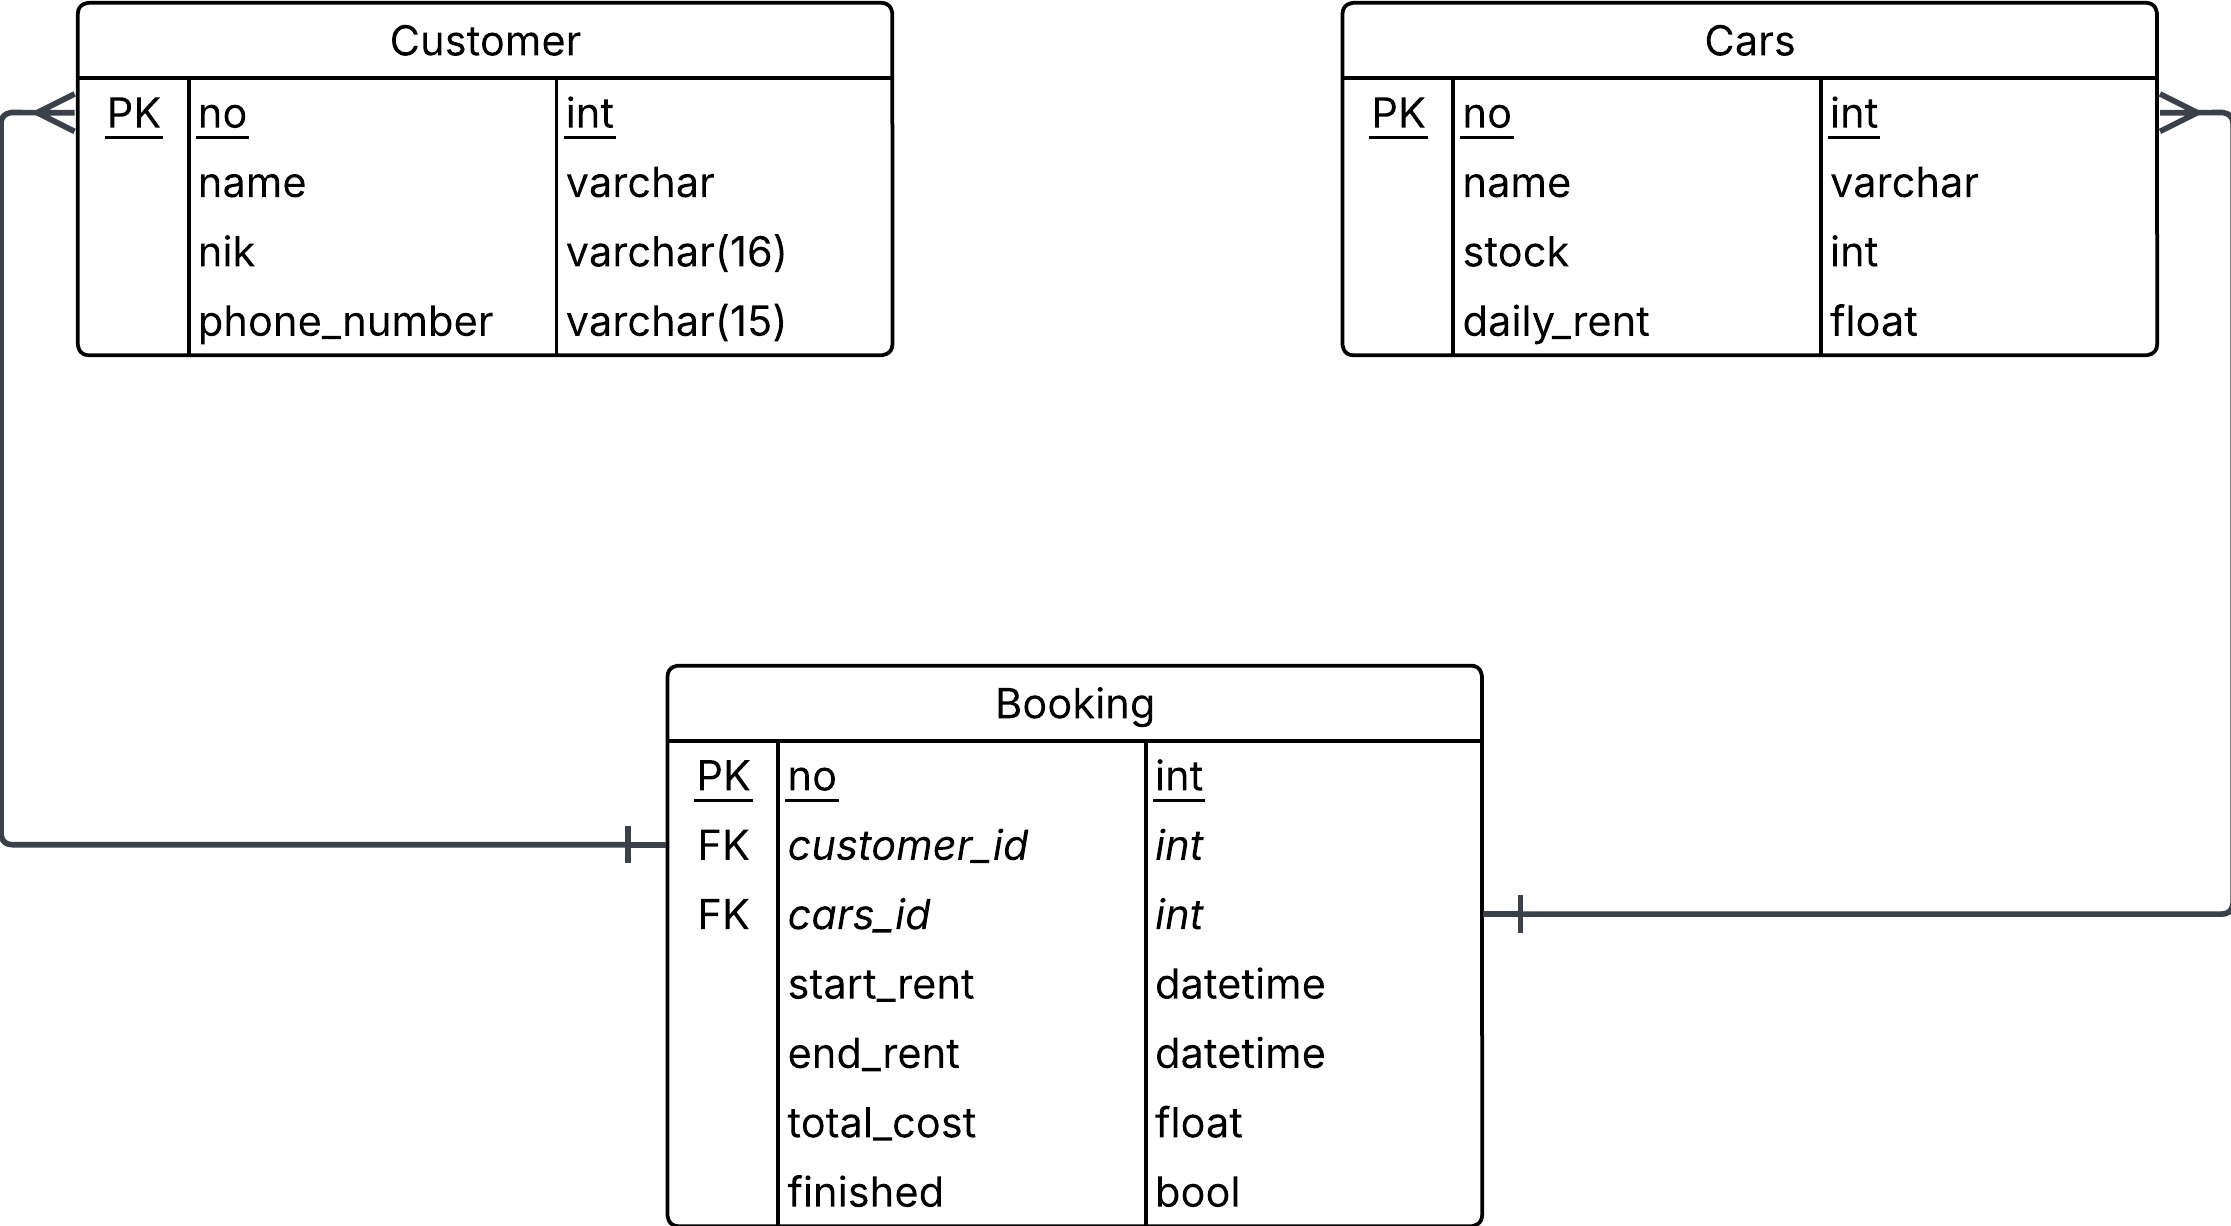 Customer
PK no int
name varchar
nik varchar(16)
phone_number varchar(15)
Cars
PK no int
name varchar
stock int
daily_rent float
Booking
PK no int
FK customer_id int
FK cars_id int
start_rent datetime
end_rent datetime
total_cost float
finished bool